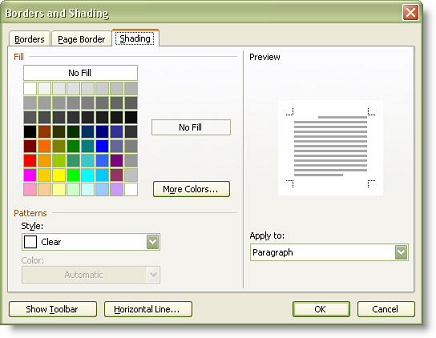 Borders and Shading
Borders
Page Border
Shading
Fill
No Fill
No Fill
More Colors...
Patterns
Style:
Clear
Color:
Automatic
Preview
Apply to:
Paragraph
Show Toolbar
Horizontal Line...
OK
Cancel